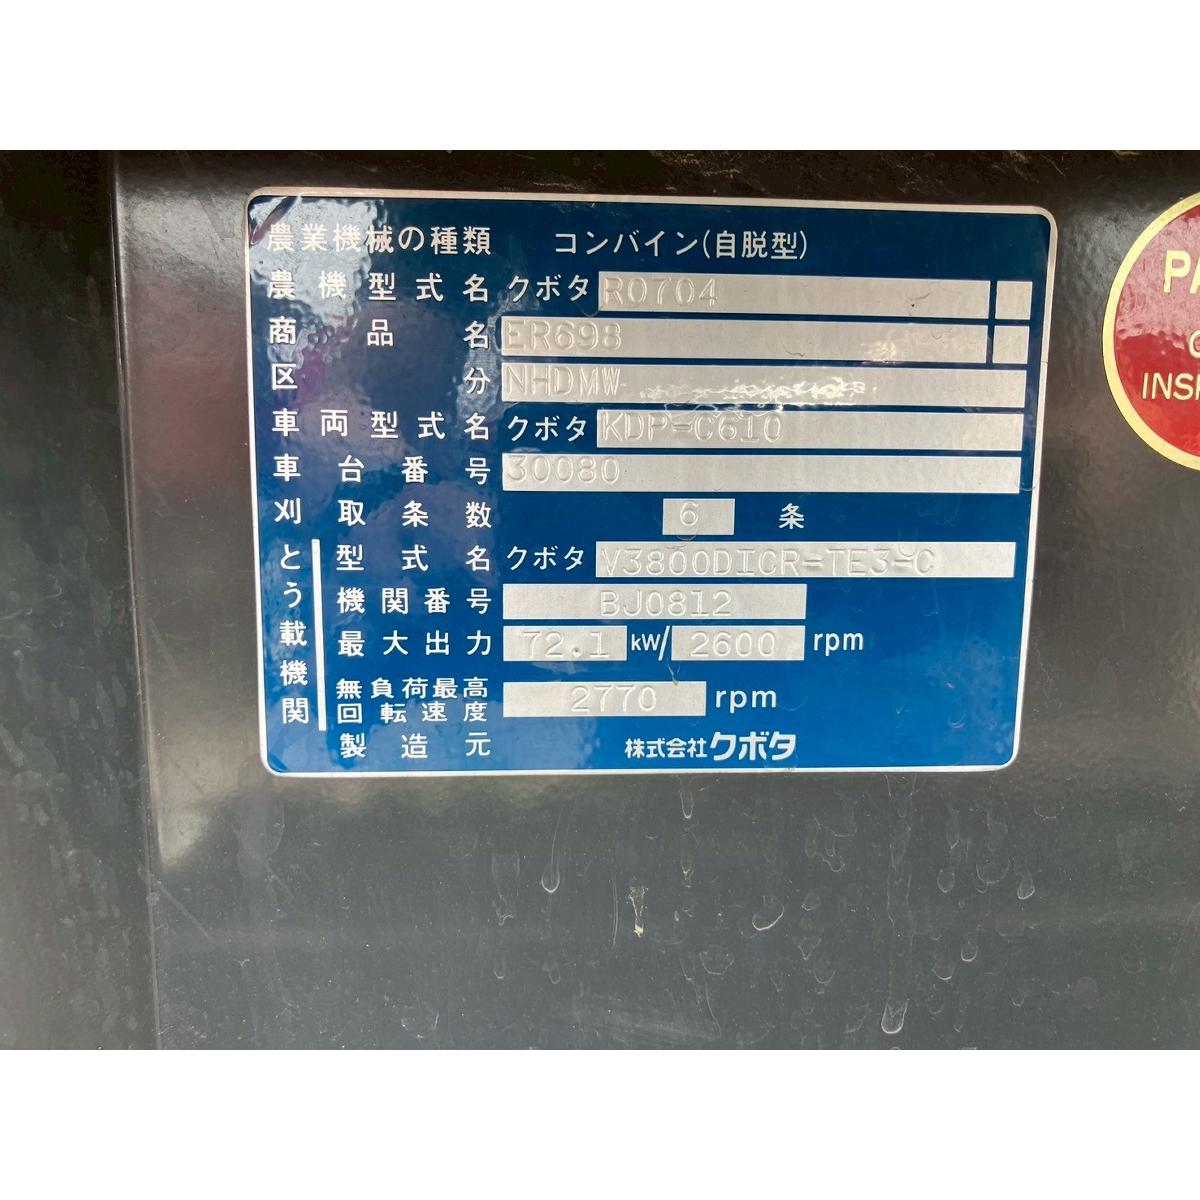 農業機械の種類 コンバイン(自脱型)
農機型式名 クボタ RO704
商品名 ER698
区分 NHDMW
車両型式名 クボタ KDP-C610
車台番号 30080
刈取条数 6 条
とう載機関
型式名 クボタ V3800DICR-TE3-C
機関番号 BJ0812
最大出力 72.1 kW/ 2600 rpm
無負荷最高回転速度 2770 rpm
製造元 株式会社クボタ